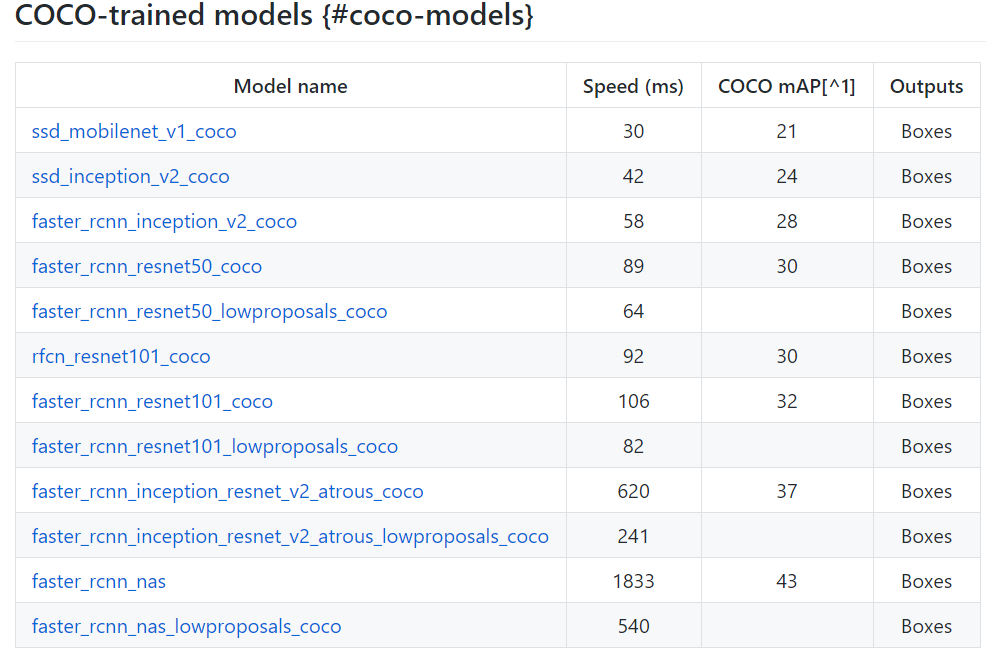 COCO-trained models {#coco-models}
Model name Speed (ms) COCO mAP[^1] Outputs
ssd_mobilenet_v1_coco 30 21 Boxes
ssd_inception_v2_coco 42 24 Boxes
faster_rcnn_inception_v2_coco 58 28 Boxes
faster_rcnn_resnet50_coco 89 30 Boxes
faster_rcnn_resnet50_lowproposals_coco 64 Boxes
rfcn_resnet101_coco 92 30 Boxes
faster_rcnn_resnet101_coco 106 32 Boxes
faster_rcnn_resnet101_lowproposals_coco 82 Boxes
faster_rcnn_inception_resnet_v2_atrous_coco 620 37 Boxes
faster_rcnn_inception_resnet_v2_atrous_lowproposals_coco 241 Boxes
faster_rcnn_nas 1833 43 Boxes
faster_rcnn_nas_lowproposals_coco 540 Boxes